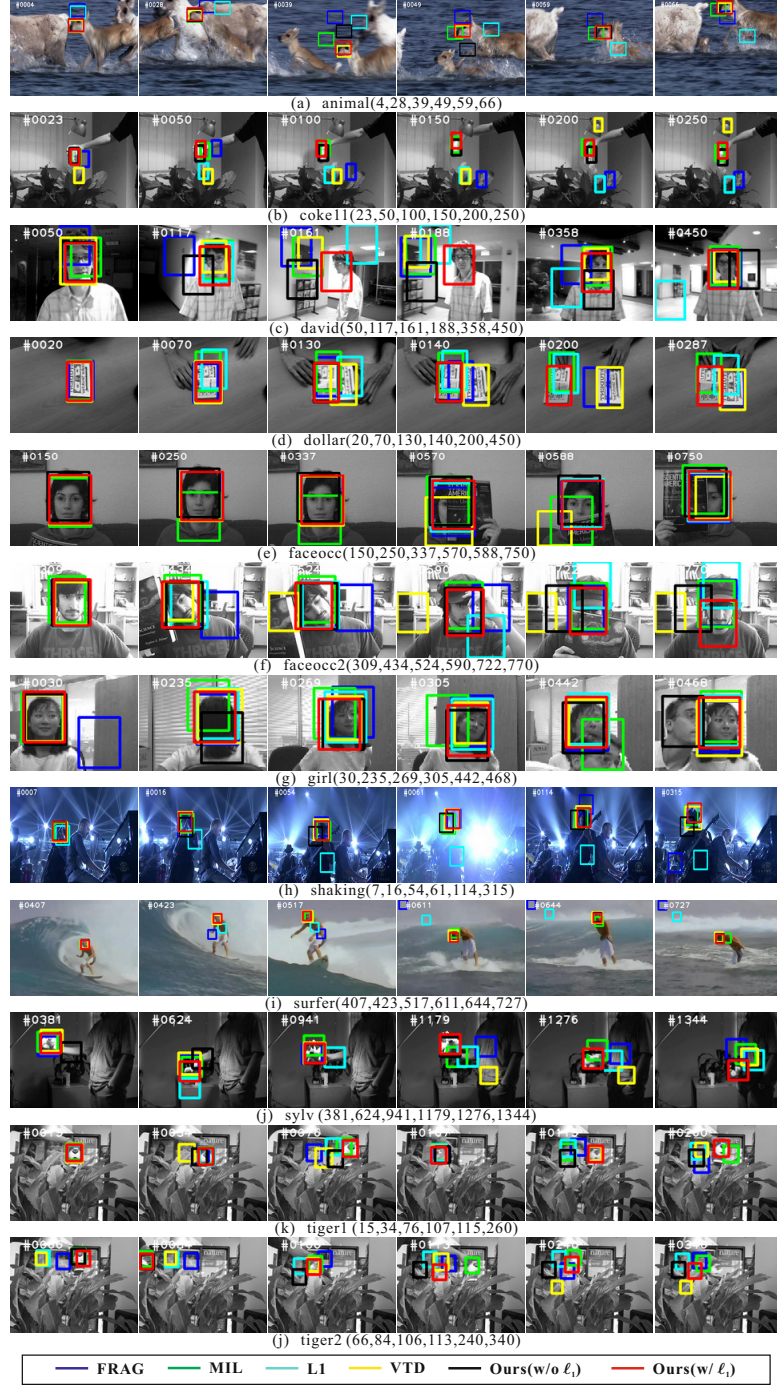 #0004 #0028 #0039 #0049 #0059 #0066
(a) animal(4,28,39,49,59,66)
#0023 #0050 #0100 #0150 #0200 #0250
(b) coke11(23,50,100,150,200,250)
#0050 #0117 #0161 #0188 #0358 #0450
(c) david(50,117,161,188,358,450)
#0020 #0070 #0130 #0140 #0200 #0287
(d) dollar(20,70,130,140,200,450)
#0150 #0250 #0337 #0570 #0588 #0750
(e) faceocc(150,250,337,570,588,750)
(f) faceocc2(309,434,524,590,722,770)
#0030 #0235 #0269 #0305 #0442 #0468
(g) girl(30,235,269,305,442,468)
#0007 #0016 #0054 #0061 #0114 #0315
(h) shaking(7,16,54,61,114,315)
#0407 #0423 #0517 #0611 #0644 #0727
(i) surfer(407,423,517,611,644,727)
#0381 #0624 #0941 #1179 #1276 #1344
(j) sylv (381,624,941,1179,1276,1344)
(k) tiger1 (15,34,76,107,115,260)
(j) tiger2 (66,84,106,113,240,340)
FRAG MIL L1 VTD Ours(w/o ℓ₁) Ours(w/ ℓ₁)